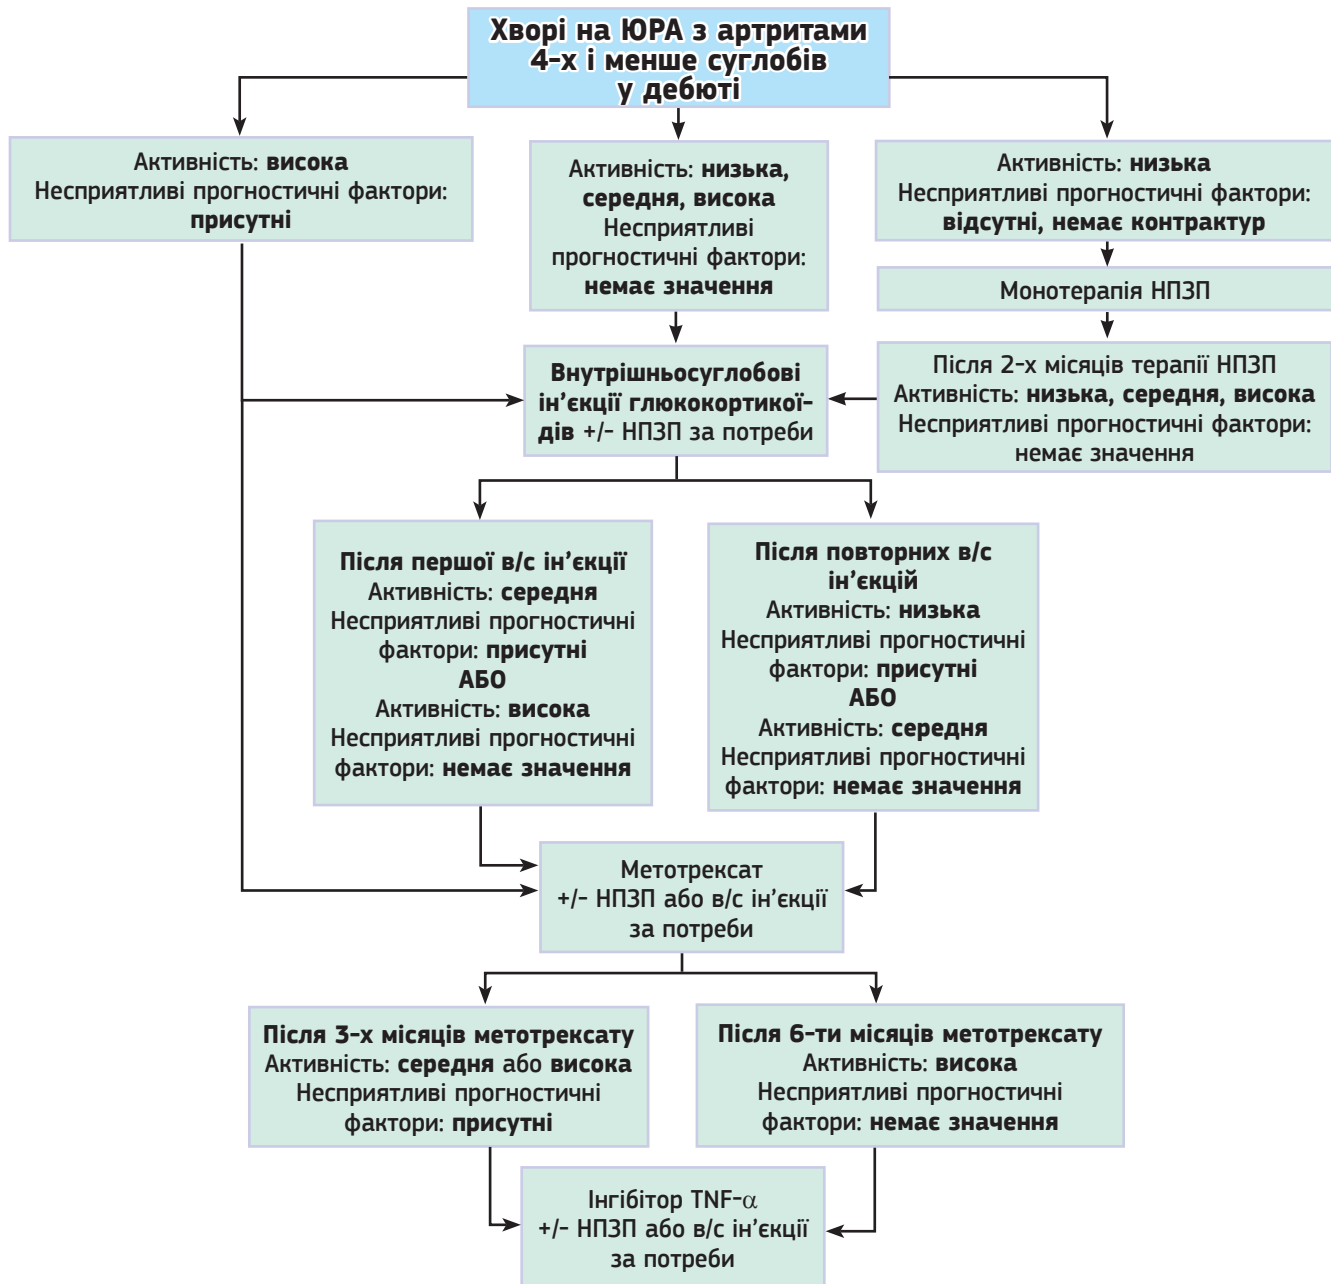 Хворі на ЮРА з артритами
4-х і менше суглобів
у дебюті
Активність: висока
Несприятливі прогностичні фактори:
присутні
Активність: низька,
середня, висока
Несприятливі
прогностичні фактори:
немає значення
Активність: низька
Несприятливі прогностичні фактори:
відсутні, немає контрактур
Монотерапія НПЗП
Після 2-х місяців терапії НПЗП
Активність: низька, середня, висока
Несприятливі прогностичні фактори:
немає значення
Внутрішньосуглобові
ін’єкції глюкокортикої-
дів +/- НПЗП за потреби
Після першої в/с ін’єкції
Активність: середня
Несприятливі прогностичні
фактори: присутні
АБО
Активність: висока
Несприятливі прогностичні
фактори: немає значення
Після повторних в/с
ін’єкцій
Активність: низька
Несприятливі прогностичні
фактори: присутні
АБО
Активність: середня
Несприятливі прогностичні
фактори: немає значення
Метотрексат
+/- НПЗП або в/с ін’єкції
за потреби
Після 3-х місяців метотрексату
Активність: середня або висока
Несприятливі прогностичні
фактори: присутні
Після 6-ти місяців метотрексату
Активність: висока
Несприятливі прогностичні
фактори: немає значення
Інгібітор TNF-α
+/- НПЗП або в/с ін’єкції
за потреби